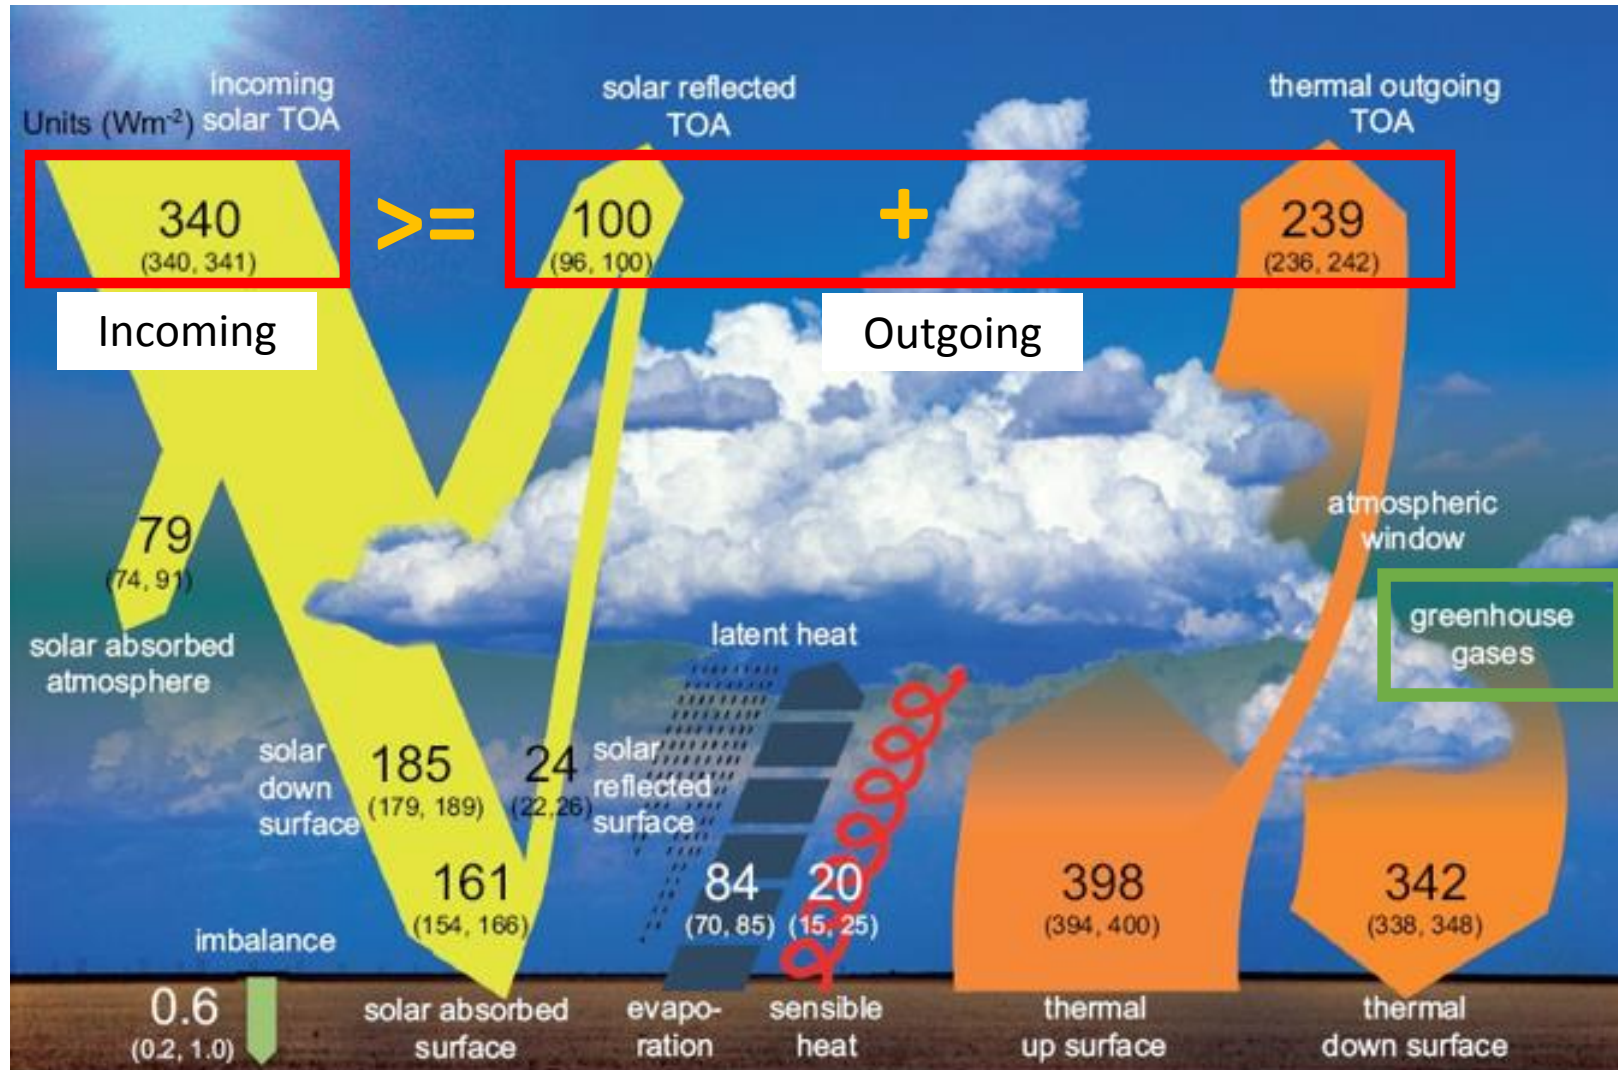 incoming
solar TOA
Units (Wm-2)
solar reflected
TOA
thermal outgoing
TOA
340
(340, 341)
>=
100
(96, 100)
+
239
(236, 242)
Incoming
Outgoing
79
(74, 91)
solar absorbed
atmosphere
atmospheric
window
greenhouse
gases
latent heat
solar
down
surface
185
(179, 189)
24
(22,26)
solar
reflected
surface
161
(154, 166)
84
(70, 85)
20
(15, 25)
398
(394, 400)
342
(338, 348)
imbalance
0.6
(0.2, 1.0)
solar absorbed
surface
evapo-
ration
sensible
heat
thermal
up surface
thermal
down surface